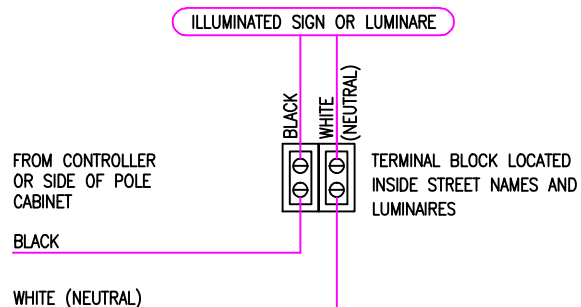 ILLUMINATED SIGN OR LUMINARE
BLACK
WHITE
(NEUTRAL)
FROM CONTROLLER
OR SIDE OF POLE
CABINET
TERMINAL BLOCK LOCATED
INSIDE STREET NAMES AND
LUMINAIRES
BLACK
WHITE (NEUTRAL)